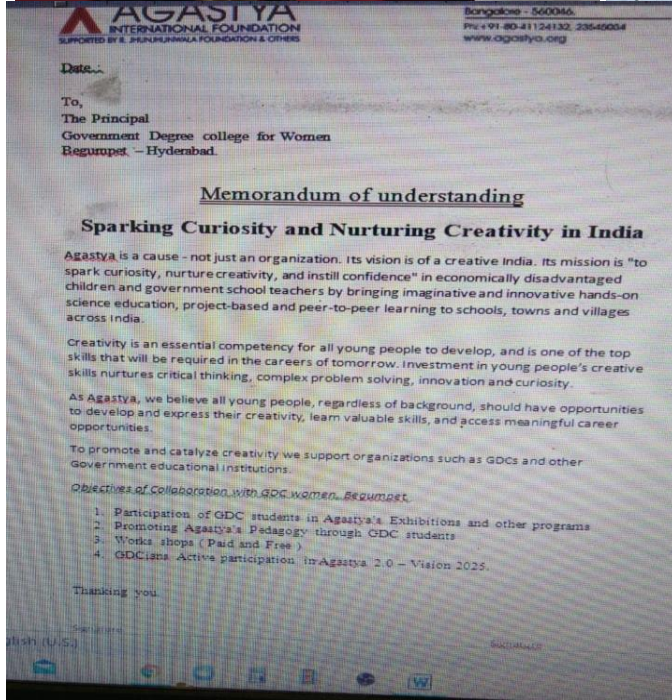 AGASTYA
INTERNATIONAL FOUNDATION
SUPPORTED BY R. JHUNJHUNWALA FOUNDATION & OTHERS
Bangalore - 560046.
www.agastya.org
Date..:
To,
The Principal
Government Degree college for Women
Begumpet – Hyderabad.
Memorandum of understanding
Sparking Curiosity and Nurturing Creativity in India
Agastya is a cause - not just an organization. Its vision is of a creative India. Its mission is "to
spark curiosity, nurture creativity, and instill confidence" in economically disadvantaged
children and government school teachers by bringing imaginative and innovative hands-on
science education, project-based and peer-to-peer learning to schools, towns and villages
across India.
Creativity is an essential competency for all young people to develop, and is one of the top
skills that will be required in the careers of tomorrow. Investment in young people's creative
skills nurtures critical thinking, complex problem solving, innovation and curiosity.
As Agastya, we believe all young people, regardless of background, should have opportunities
to develop and express their creativity, learn valuable skills, and access meaningful career
opportunities.
To promote and catalyze creativity we support organizations such as GDCs and other
Government educational institutions.
Objectives of Collaboration with GDC women, Begumpet
1. Participation of GDC students in Agastya's Exhibitions and other programs
2. Promoting Agastya's Pedagogy through GDC students
3. Works shops ( Paid and Free )
4. GDCians Active participation in Agastya 2.0 – Vision 2025.
Thanking you